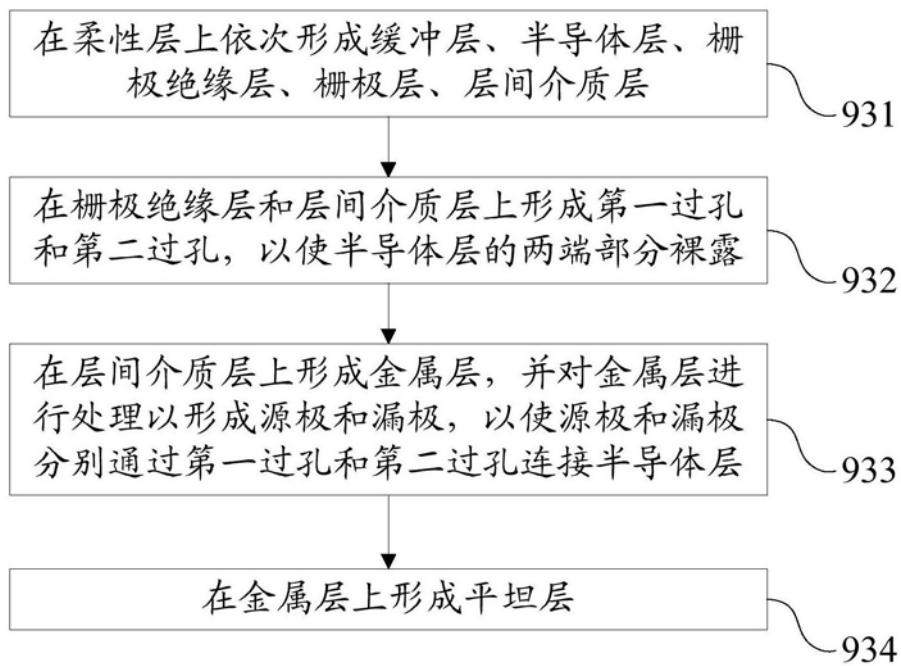 在柔性层上依次形成缓冲层、半导体层、栅
极绝缘层、栅极层、层间介质层
931
在栅极绝缘层和层间介质层上形成第一过孔
和第二过孔，以使半导体层的两端部分裸露
932
在层间介质层上形成金属层，并对金属层进
行处理以形成源极和漏极，以使源极和漏极
分别通过第一过孔和第二过孔连接半导体层
933
在金属层上形成平坦层
934